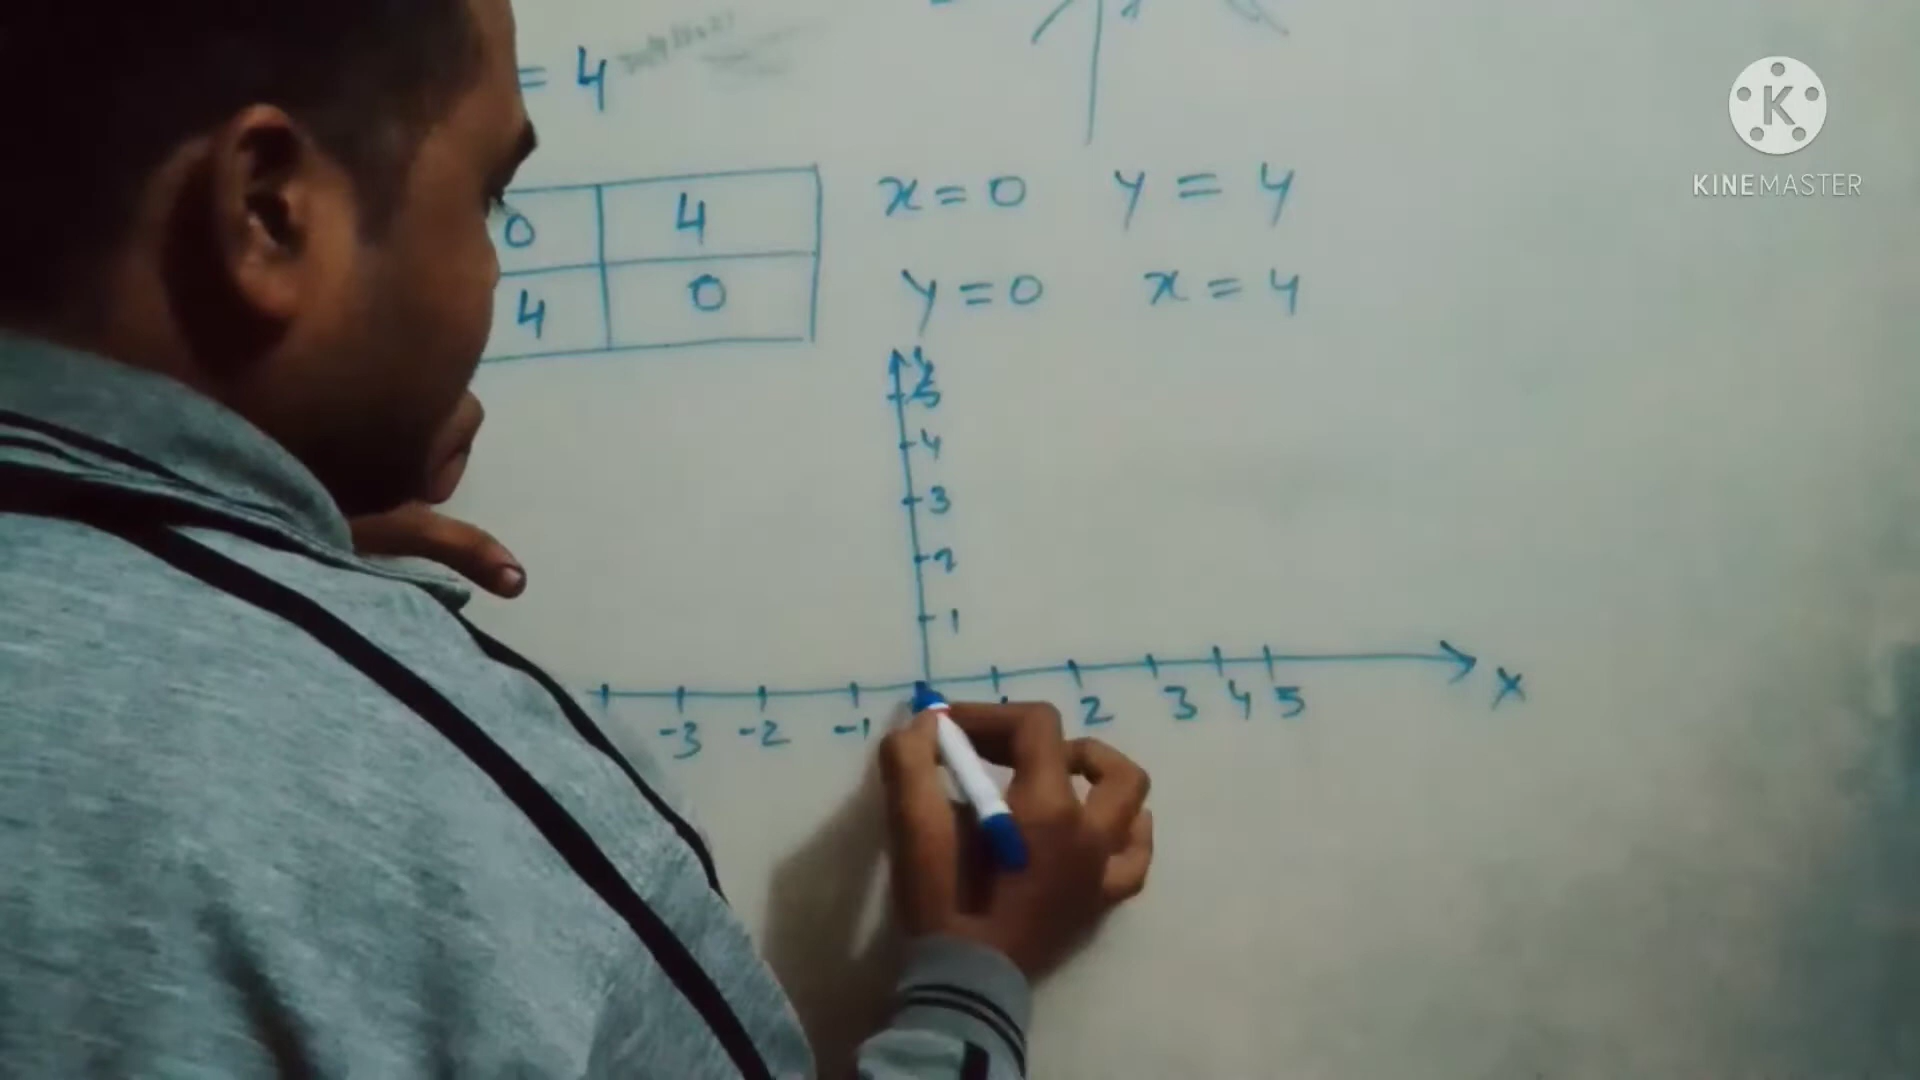 = 4
KINEMASTER
0 4 x = 0 y = 4
4 0 y = 0 x = 4
5
4
3
2
1
-3 -2 -1 2 3 4 5 x